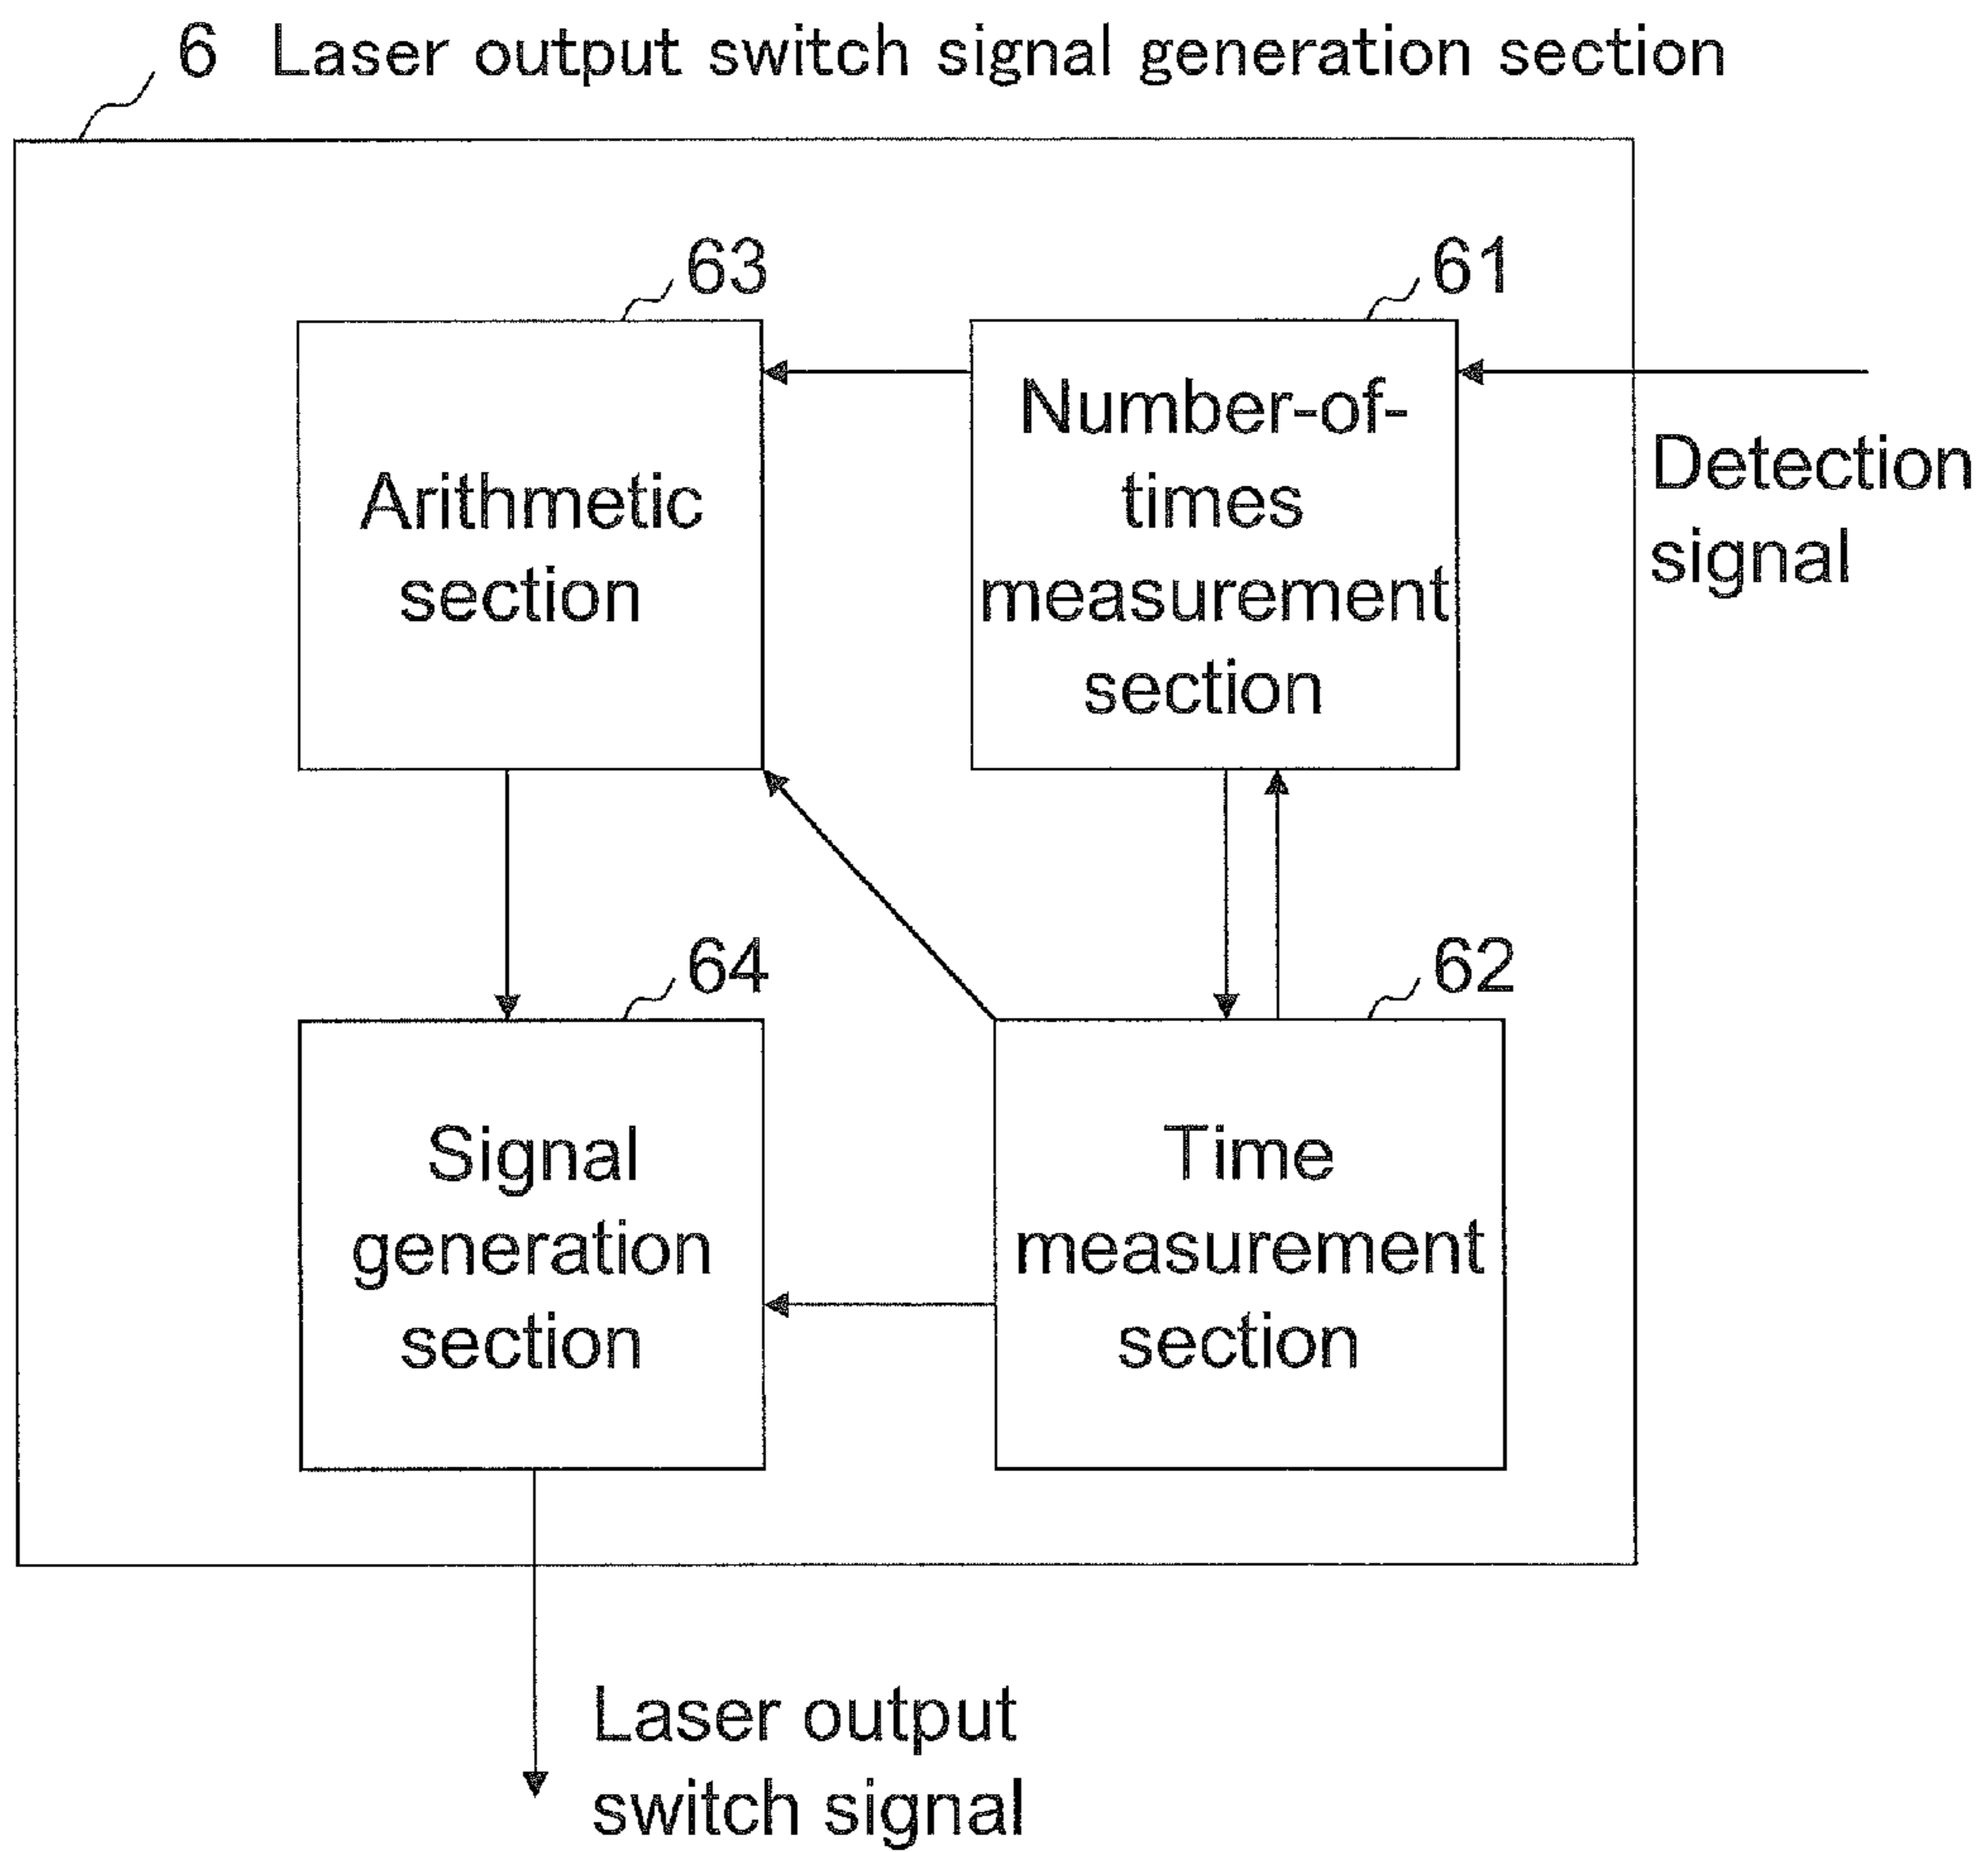 6 Laser output switch signal generation section
63
61
Arithmetic
section
Number-of-
times
measurement
section
Detection
signal
64
62
Signal
generation
section
Time
measurement
section
Laser output
switch signal